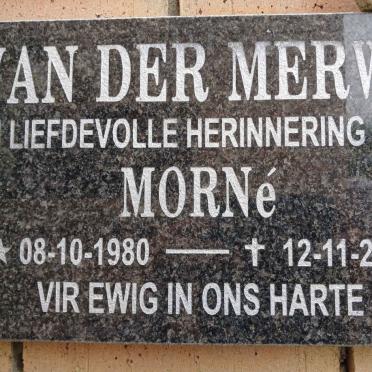 VAN DER MERW
LIEFDEVOLLE HERINNERING
MORNé
08-10-1980 — ✝ 12-11-2
VIR EWIG IN ONS HARTE